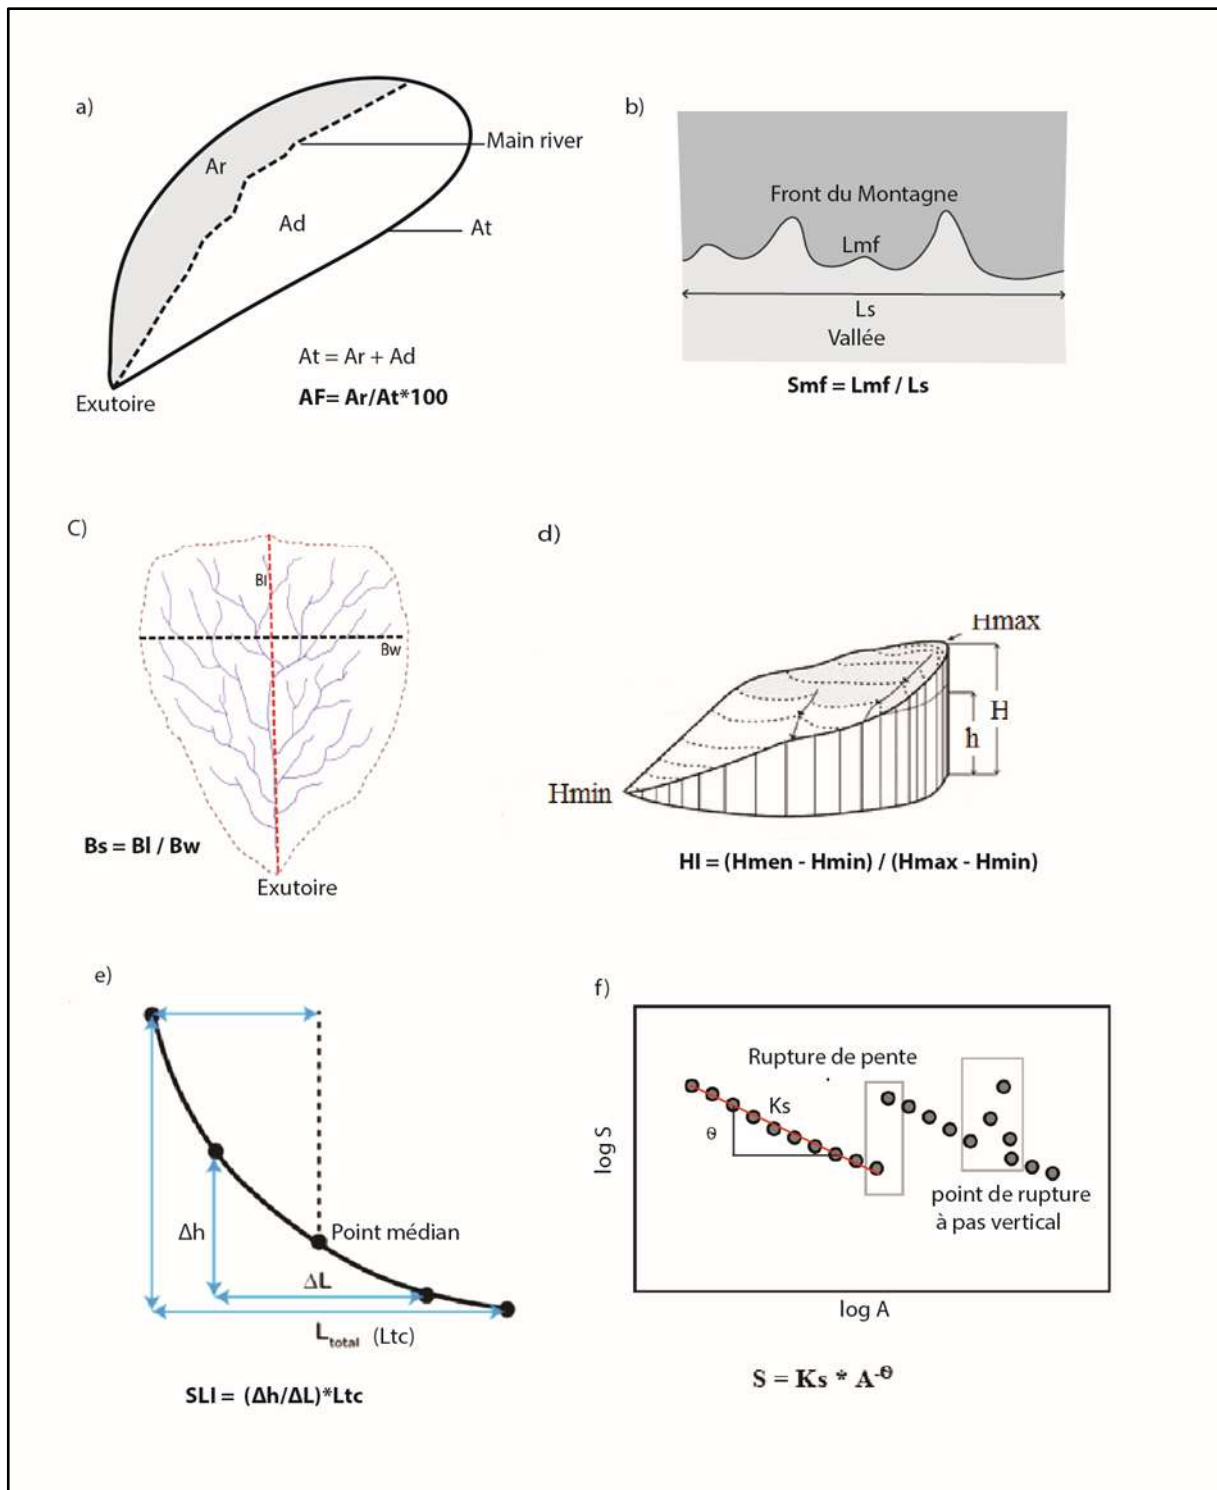 a)
Ar
Main river
Ad
At
At = Ar + Ad
AF= Ar/At*100
Exutoire
b)
Front du Montagne
Lmf
Ls
Vallée
Smf = Lmf / Ls
C)
Bl
Bw
Bs = Bl / Bw
Exutoire
d)
Hmax
H
h
Hmin
HI = (Hmen - Hmin) / (Hmax - Hmin)
e)
Δh
Point médian
ΔL
Ltotal (Ltc)
SLI = (Δh/ΔL)*Ltc
f)
Rupture de pente
Ks
θ
log S
point de rupture
à pas vertical
log A
S = Ks * A-θ